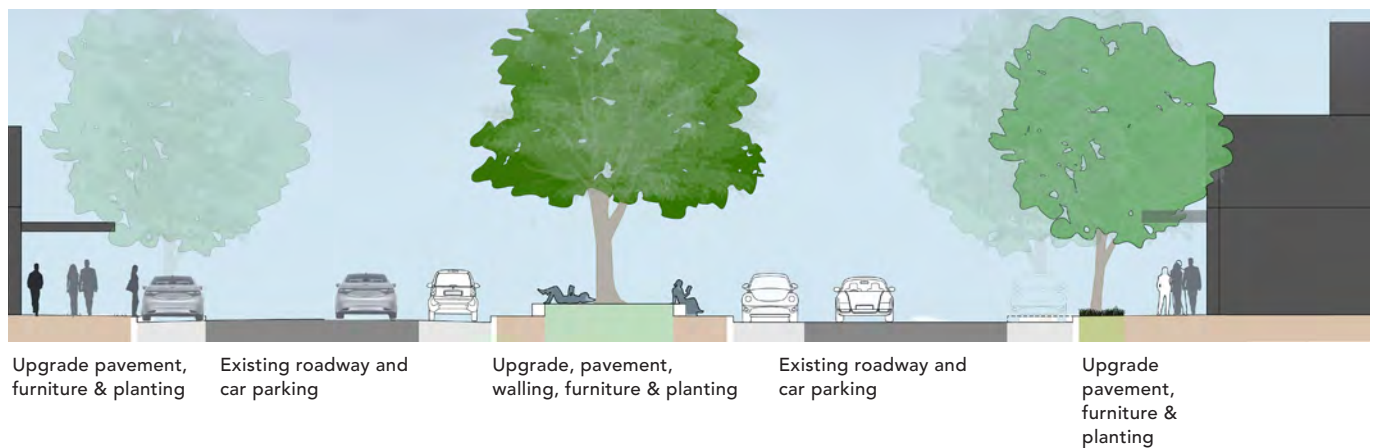 Upgrade pavement,
furniture & planting
Existing roadway and
car parking
Upgrade, pavement,
walling, furniture & planting
Existing roadway and
car parking
Upgrade
pavement,
furniture &
planting